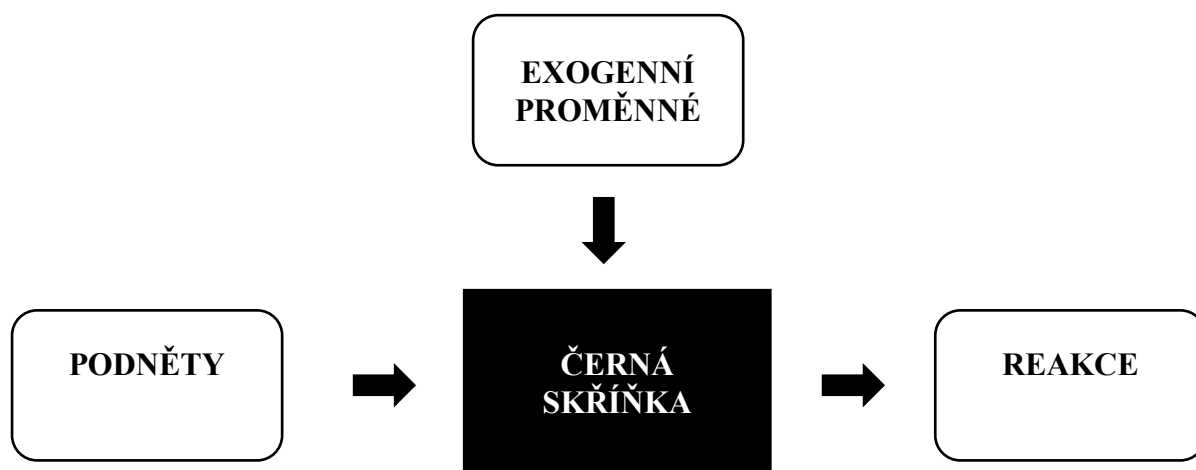 EXOGENNÍ
PROMĚNNÉ
PODNĚTY
ČERNÁ
SKŘÍŇKA
REAKCE